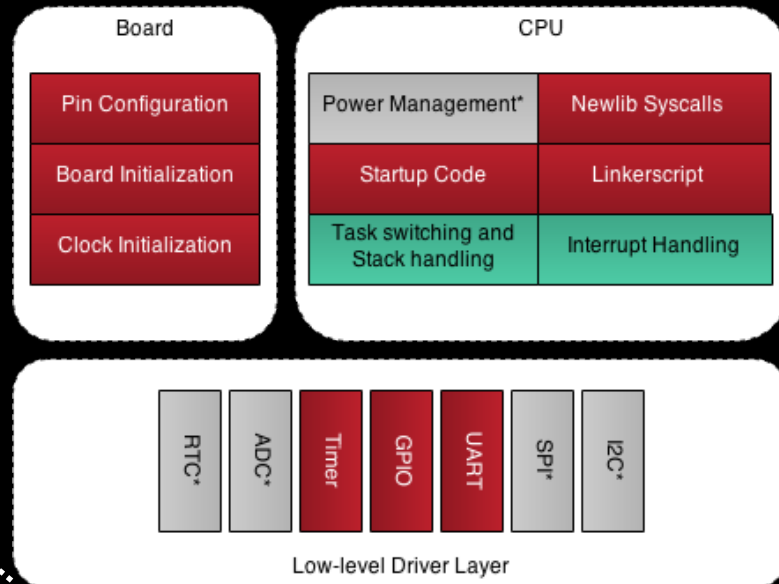 Board
Pin Configuration
Board Initialization
Clock Initialization
CPU
Power Management*
Newlib Syscalls
Startup Code
Linkerscript
Task switching and
Stack handling
Interrupt Handling
RTC*
ADC*
Timer
GPIO
UART
SPI*
I2C*
Low-level Driver Layer